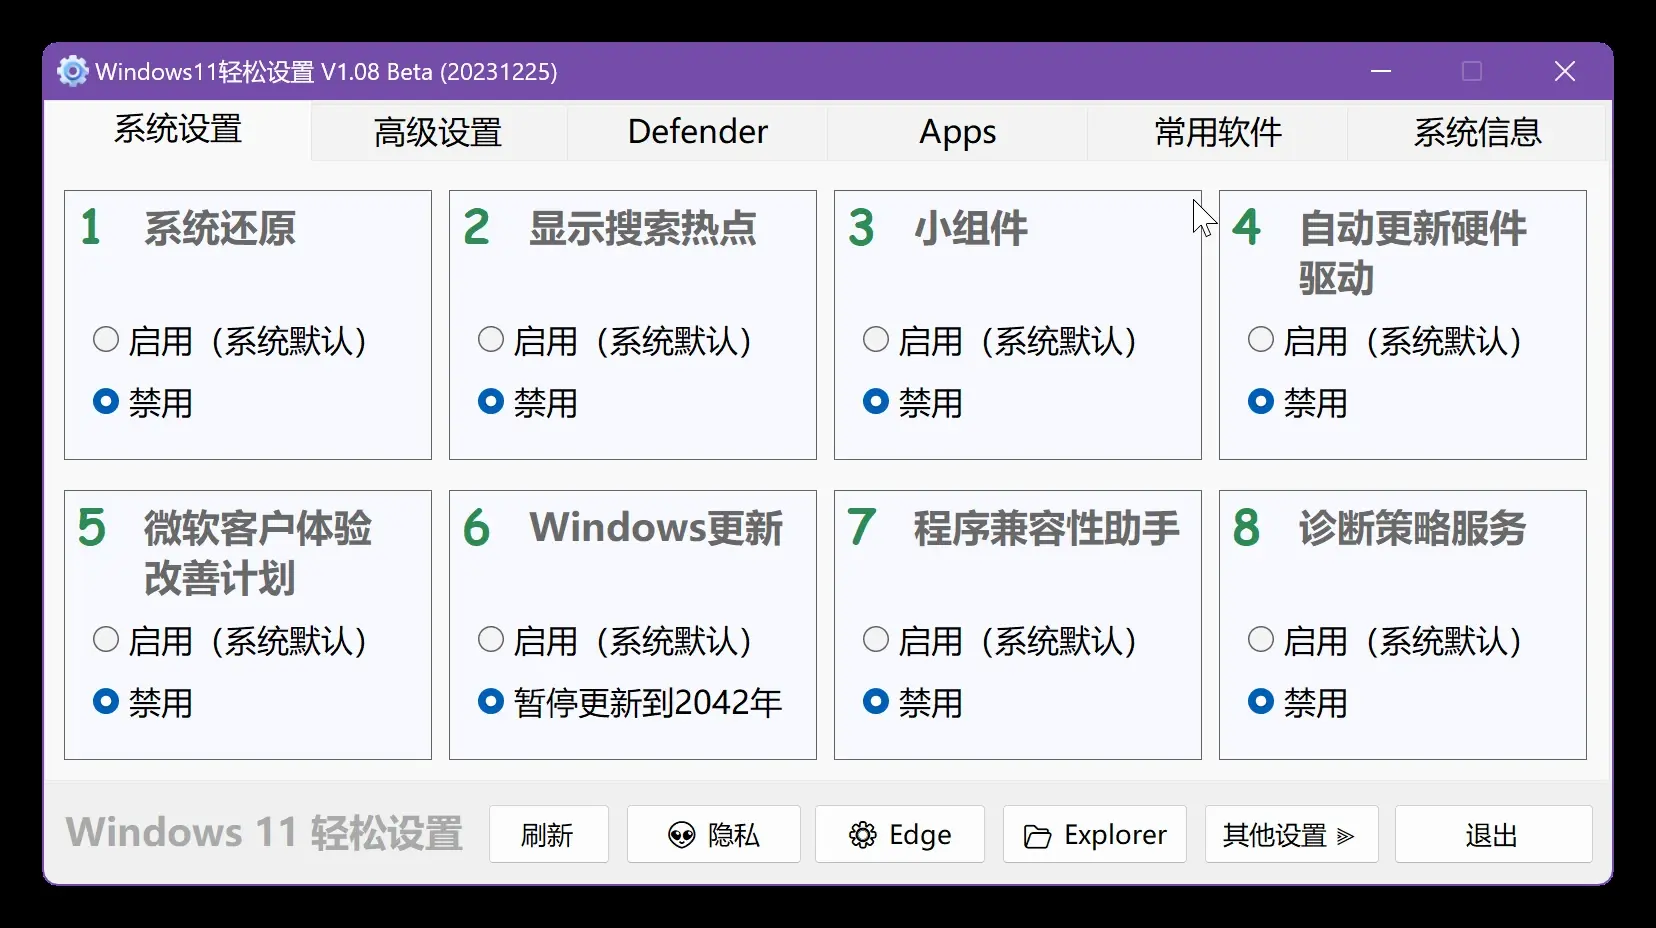 Windows11轻松设置 V1.08 Beta (20231225)
系统设置 高级设置 Defender Apps 常用软件 系统信息
1 系统还原
启用（系统默认）
禁用
2 显示搜索热点
启用（系统默认）
禁用
3 小组件
启用（系统默认）
禁用
4 自动更新硬件
驱动
启用（系统默认）
禁用
5 微软客户体验
改善计划
启用（系统默认）
禁用
6 Windows更新
启用（系统默认）
暂停更新到2042年
7 程序兼容性助手
启用（系统默认）
禁用
8 诊断策略服务
启用（系统默认）
禁用
Windows 11 轻松设置 刷新 隐私 Edge Explorer 其他设置 退出